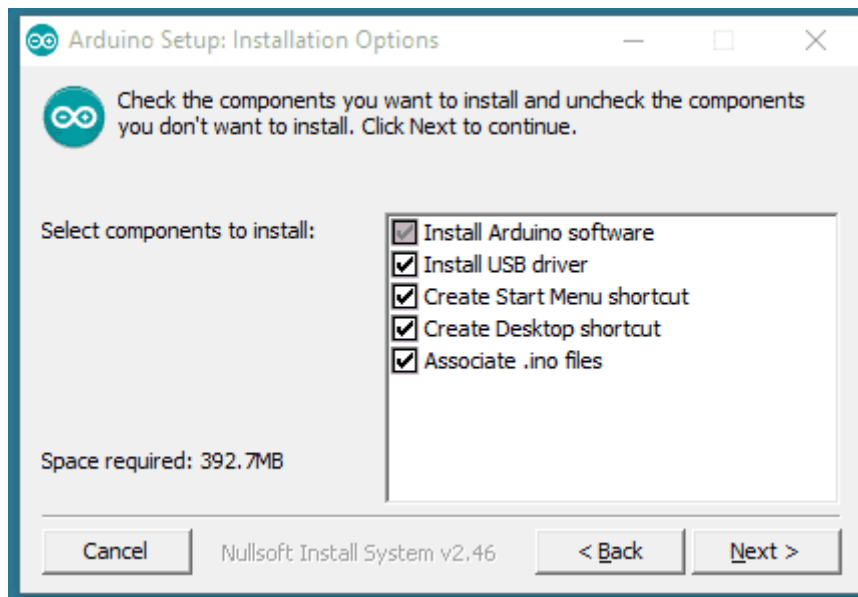 Arduino Setup: Installation Options
Check the components you want to install and uncheck the components
you don't want to install. Click Next to continue.
Select components to install:
Install Arduino software
Install USB driver
Create Start Menu shortcut
Create Desktop shortcut
Associate .ino files
Space required: 392.7MB
Cancel
Nullsoft Install System v2.46
< Back
Next >